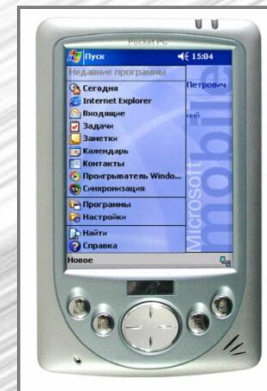 Pocket PC
Пуск 15:04
Недавние программы
Сегодня
Петрович
Internet Explorer
Входящие
Задачи
Заметки
Календарь
Контакты
Проигрыватель Windo...
Синхронизация
Программы
Настройки
Найти
Справка
Новое
Microsoft
mobile